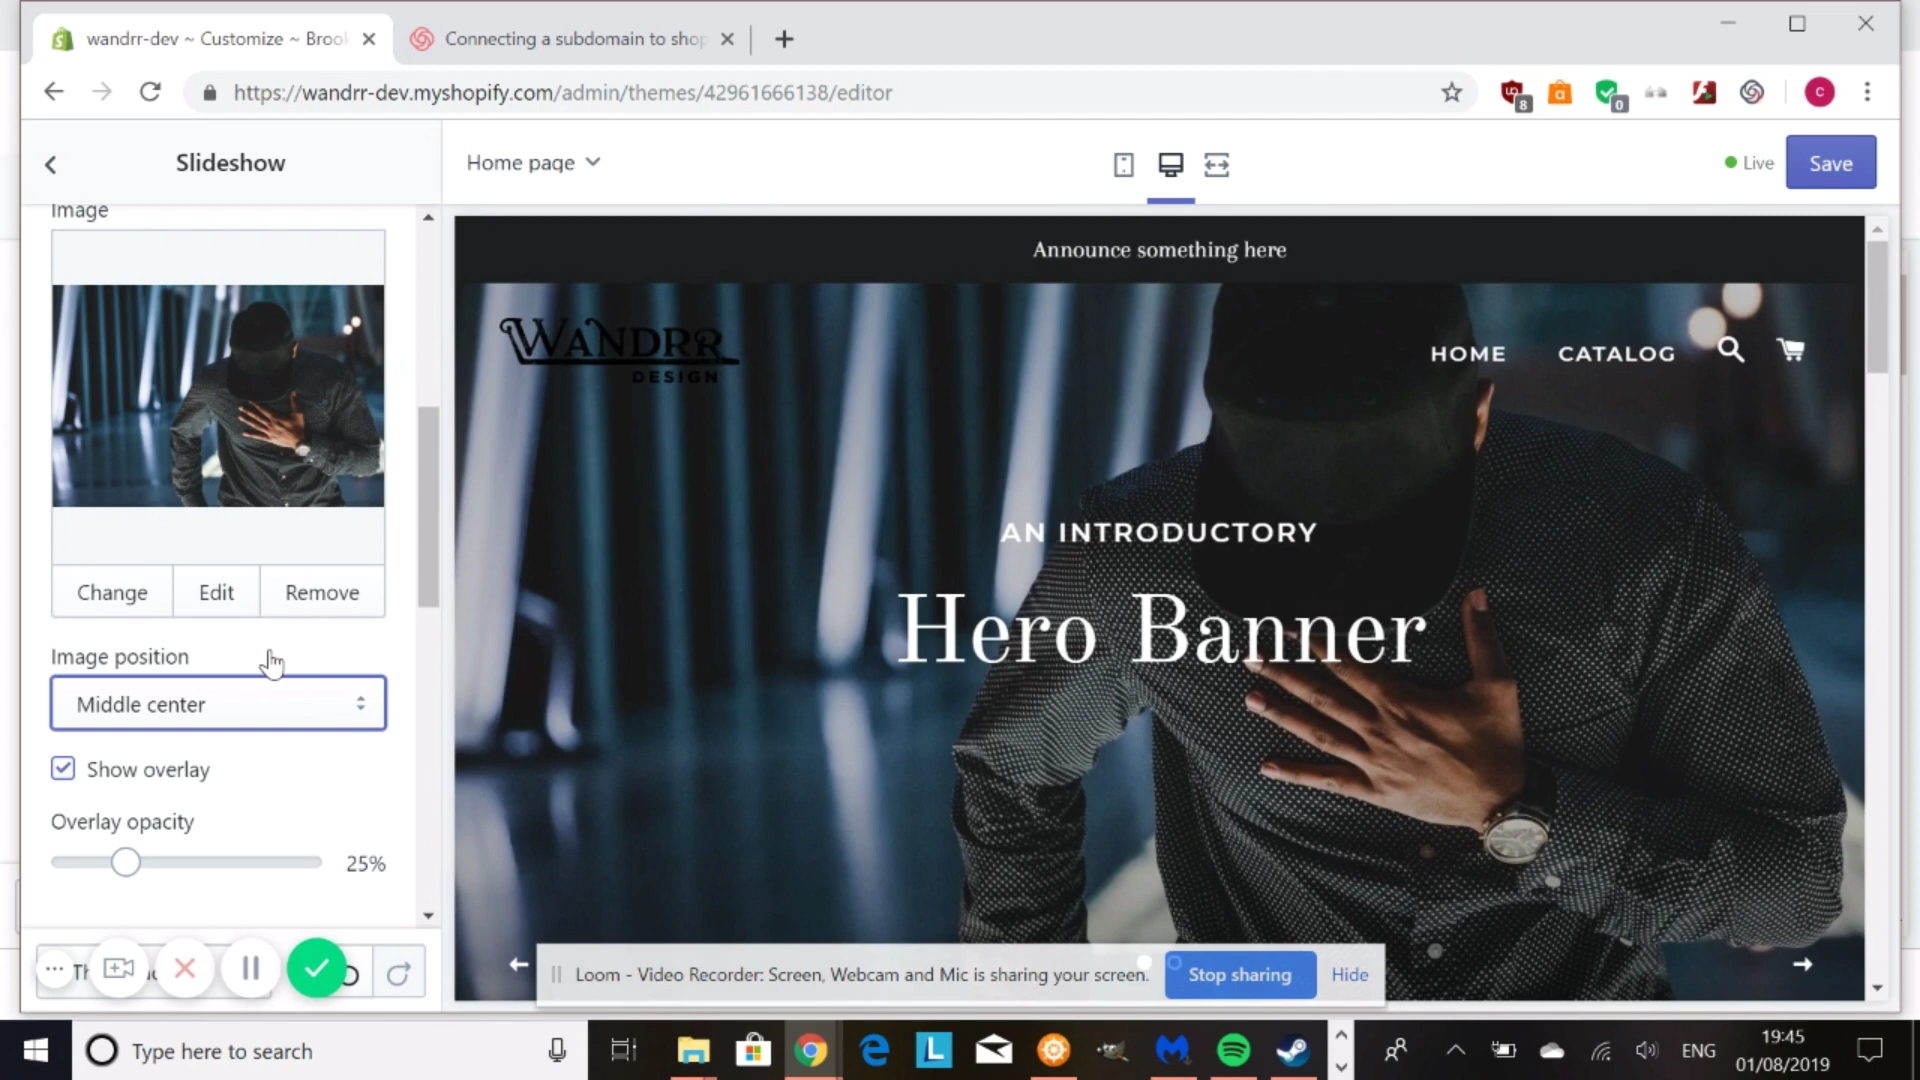 wandrr-dev ~ Customize ~ Broo
Connecting a subdomain to shop
https://wandrr-dev.myshopify.com/admin/themes/42961666138/editor
8
0
C
Slideshow
Home page
Live
Save
Image
Change
Edit
Remove
Image position
Middle center
Show overlay
Overlay opacity
25%
Announce something here
WANDRR
DESIGN
HOME
CATALOG
AN INTRODUCTORY
Hero Banner
Loom - Video Recorder: Screen, Webcam and Mic is sharing your screen.
Stop sharing
Hide
Type here to search
ENG
19:45
01/08/2019